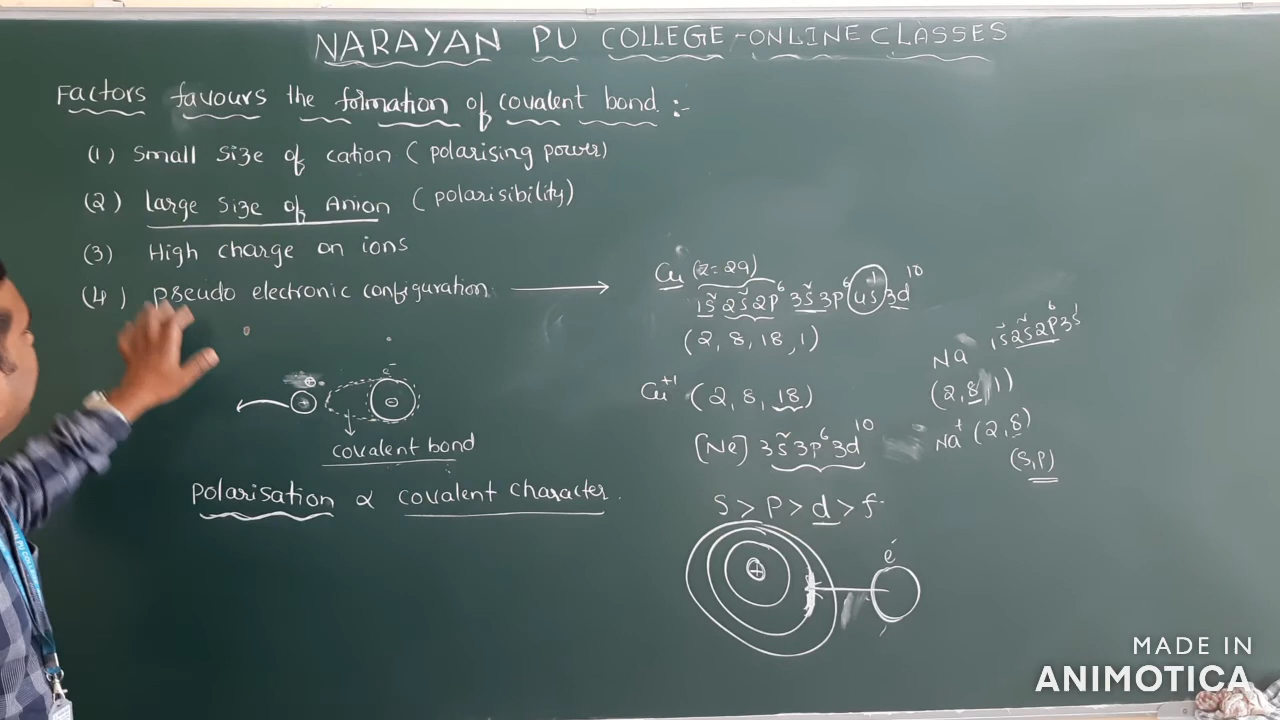 NARAYAN PU COLLEGE-ONLINE CLASSES
Factors favours the formation of covalent bond :-
(1) Small size of cation (polarising power)
(2) Large size of Anion (polarisibility)
(3) High charge on ions
(4) Pseudo electronic configuration →
Cu (z=29)
1s² 2s² 2p⁶ 3s² 3p⁶ 4s¹ 3d¹⁰
(2, 8, 18, 1)
Cu⁺¹ (2, 8, 18)
[Ne] 3s² 3p⁶ 3d¹⁰
S > P > d > f
+
e⁻
Na 1s² 2s² 2p⁶ 3s¹
(2, 8, 1)
Na⁺ (2, 8)
(S, P)
+
e⁻
-
covalent bond
Polarisation ∝ covalent character.
MADE IN
ANIMOTICA